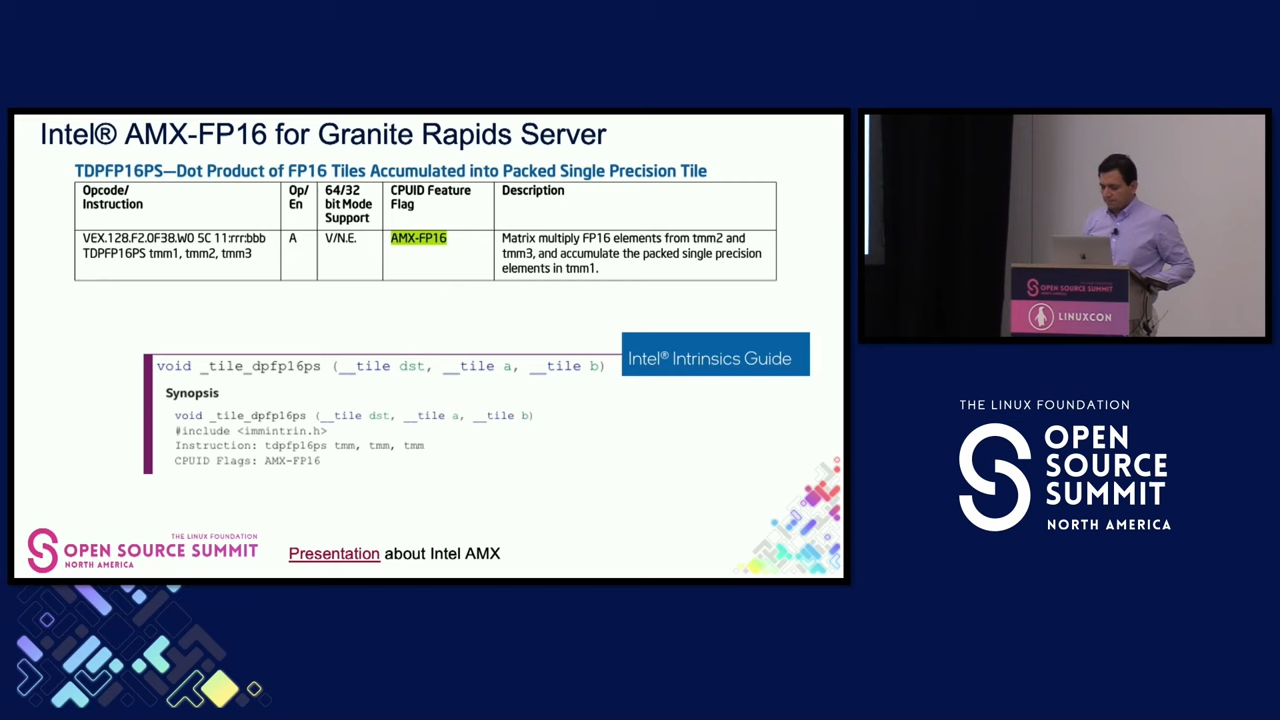 Intel® AMX-FP16 for Granite Rapids Server
TDPFP16PS—Dot Product of FP16 Tiles Accumulated into Packed Single Precision Tile
Opcode/
Instruction
Op/
En
64/32
bit Mode
Support
CPUID Feature
Flag
Description
VEX.128.F2.0F38.W0 5C 11:rrr:bbb
TDPFP16PS tmm1, tmm2, tmm3
A
V/N.E.
AMX-FP16
Matrix multiply FP16 elements from tmm2 and
tmm3, and accumulate the packed single precision
elements in tmm1.
Intel® Intrinsics Guide
void _tile_dpfp16ps (__tile dst, __tile a, __tile b)
Synopsis
void _tile_dpfp16ps (__tile dst, __tile a, __tile b)
#include <immintrin.h>
Instruction: tdpfp16ps tmm, tmm, tmm
CPUID Flags: AMX-FP16
THE LINUX FOUNDATION
OPEN SOURCE SUMMIT
NORTH AMERICA
Presentation about Intel AMX
OPEN SOURCE SUMMIT
NORTH AMERICA
LINUXCON
THE LINUX FOUNDATION
OPEN
SOURCE
SUMMIT
NORTH AMERICA